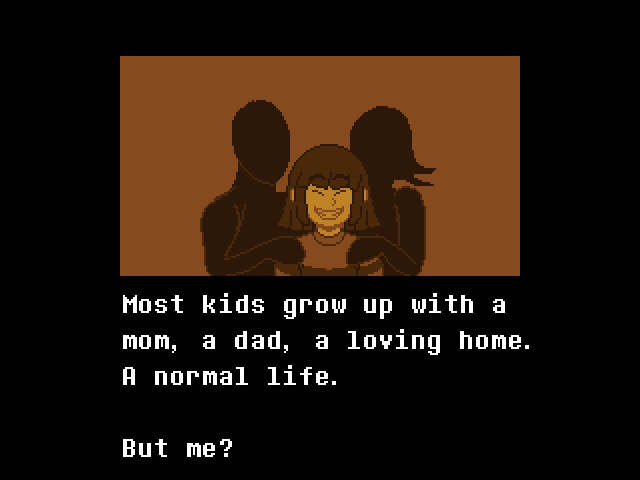 Most kids grow up with a
mom, a dad, a loving home.
A normal life.
But me?